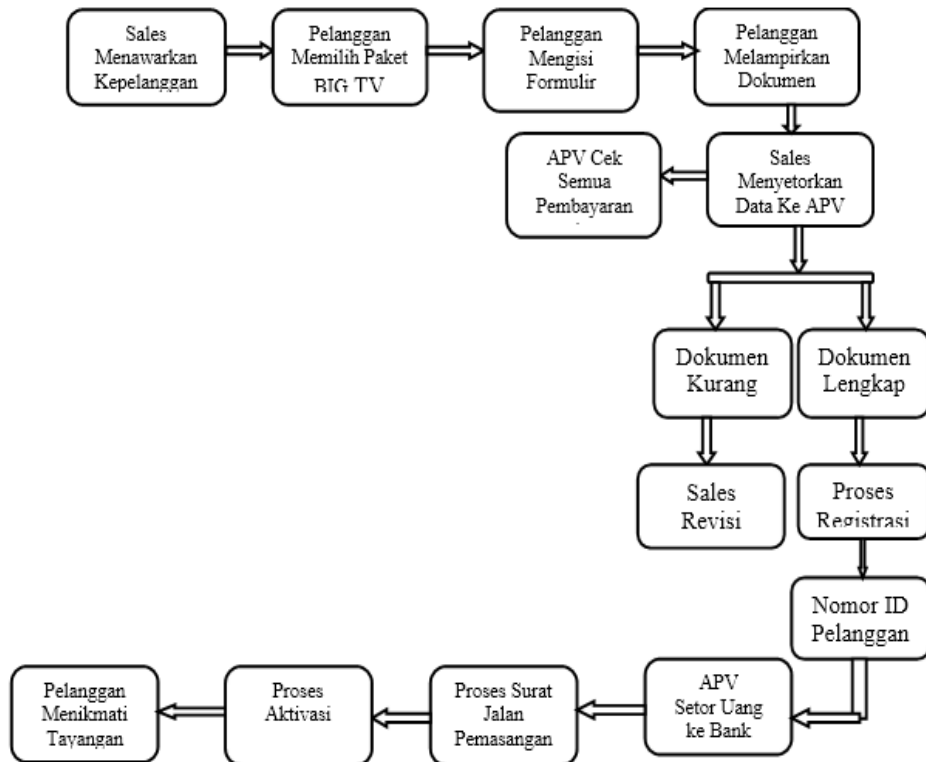 Sales
Menawarkan
Kepelanggan
Pelanggan
Memilih Paket
BIG TV
Pelanggan
Mengisi
Formulir
Pelanggan
Melampirkan
Dokumen
APV Cek
Semua
Pembayaran
Sales
Menyetorkan
Data Ke APV
Dokumen
Kurang
Dokumen
Lengkap
Sales
Revisi
Proses
Registrasi
Nomor ID
Pelanggan
Pelanggan
Menikmati
Tayangan
Proses
Aktivasi
Proses Surat
Jalan
Pemasangan
APV
Setor Uang
ke Bank